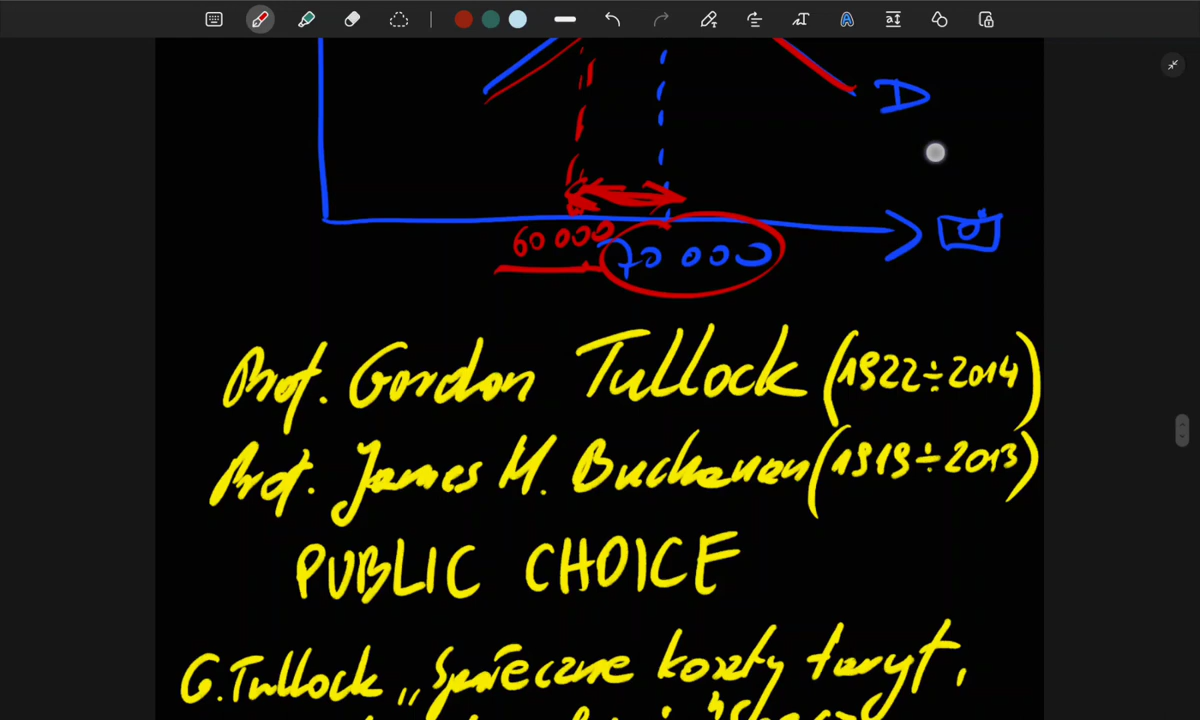 D
60 000 70 000
Prof. Gordon Tullock (1922÷2014)
Prof. James M. Buchanan (1919÷2013)
PUBLIC CHOICE
G. Tullock „Społeczne koszty taryf,